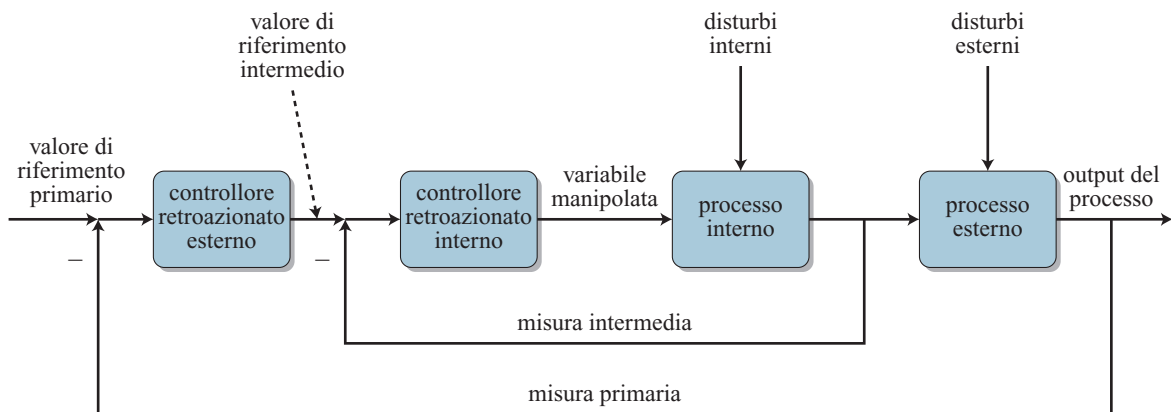 valore di
riferimento
intermedio
disturbi
interni
disturbi
esterni
valore di
riferimento
primario
controllore
retroazionato
esterno
controllore
retroazionato
interno
variabile
manipolata
processo
interno
processo
esterno
output del
processo
–
–
misura intermedia
misura primaria